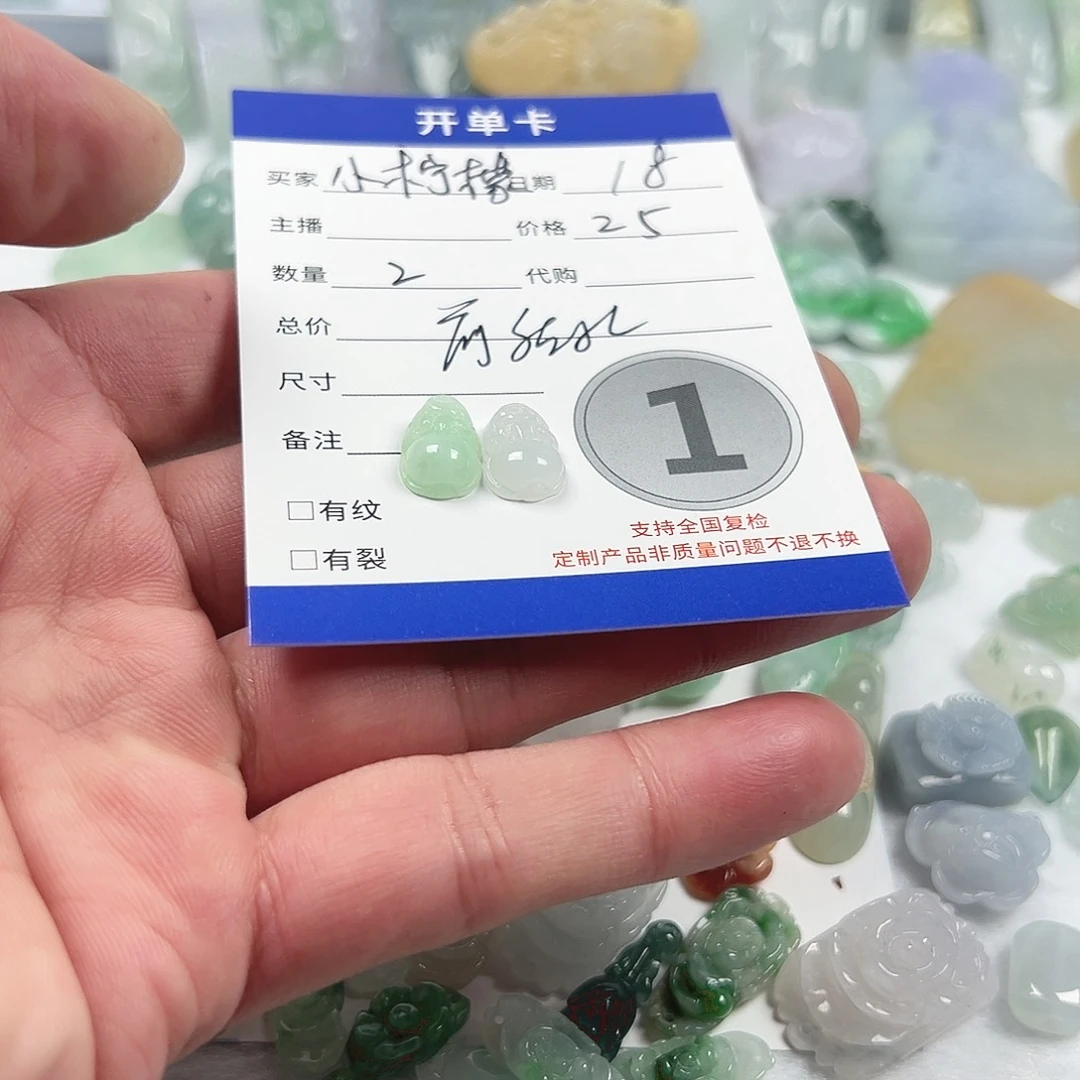 开单卡
买家 小柠檬 日期 18
主播 价格 25
数量 2 代购
总价
尺寸
备注
1
□有纹
□有裂
支持全国复检
定制产品非质量问题不退不换